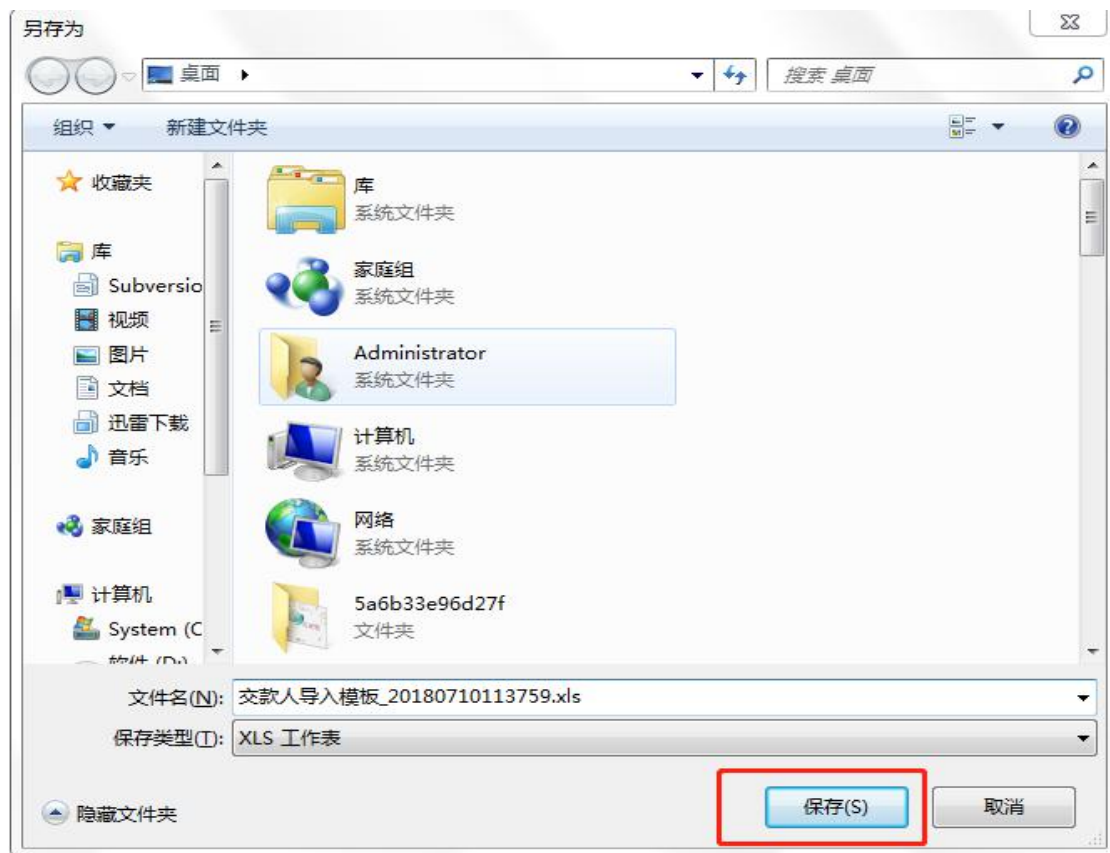 另存为
桌面
搜索 桌面
组织
新建文件夹
收藏夹
库
Subversio
视频
图片
文档
迅雷下载
音乐
家庭组
计算机
System (C
软件 (D:)
库
系统文件夹
家庭组
系统文件夹
Administrator
系统文件夹
计算机
系统文件夹
网络
系统文件夹
5a6b33e96d27f
文件夹
文件名(N): 交款人导入模板_20180710113759.xls
保存类型(T): XLS 工作表
隐藏文件夹
保存(S)
取消